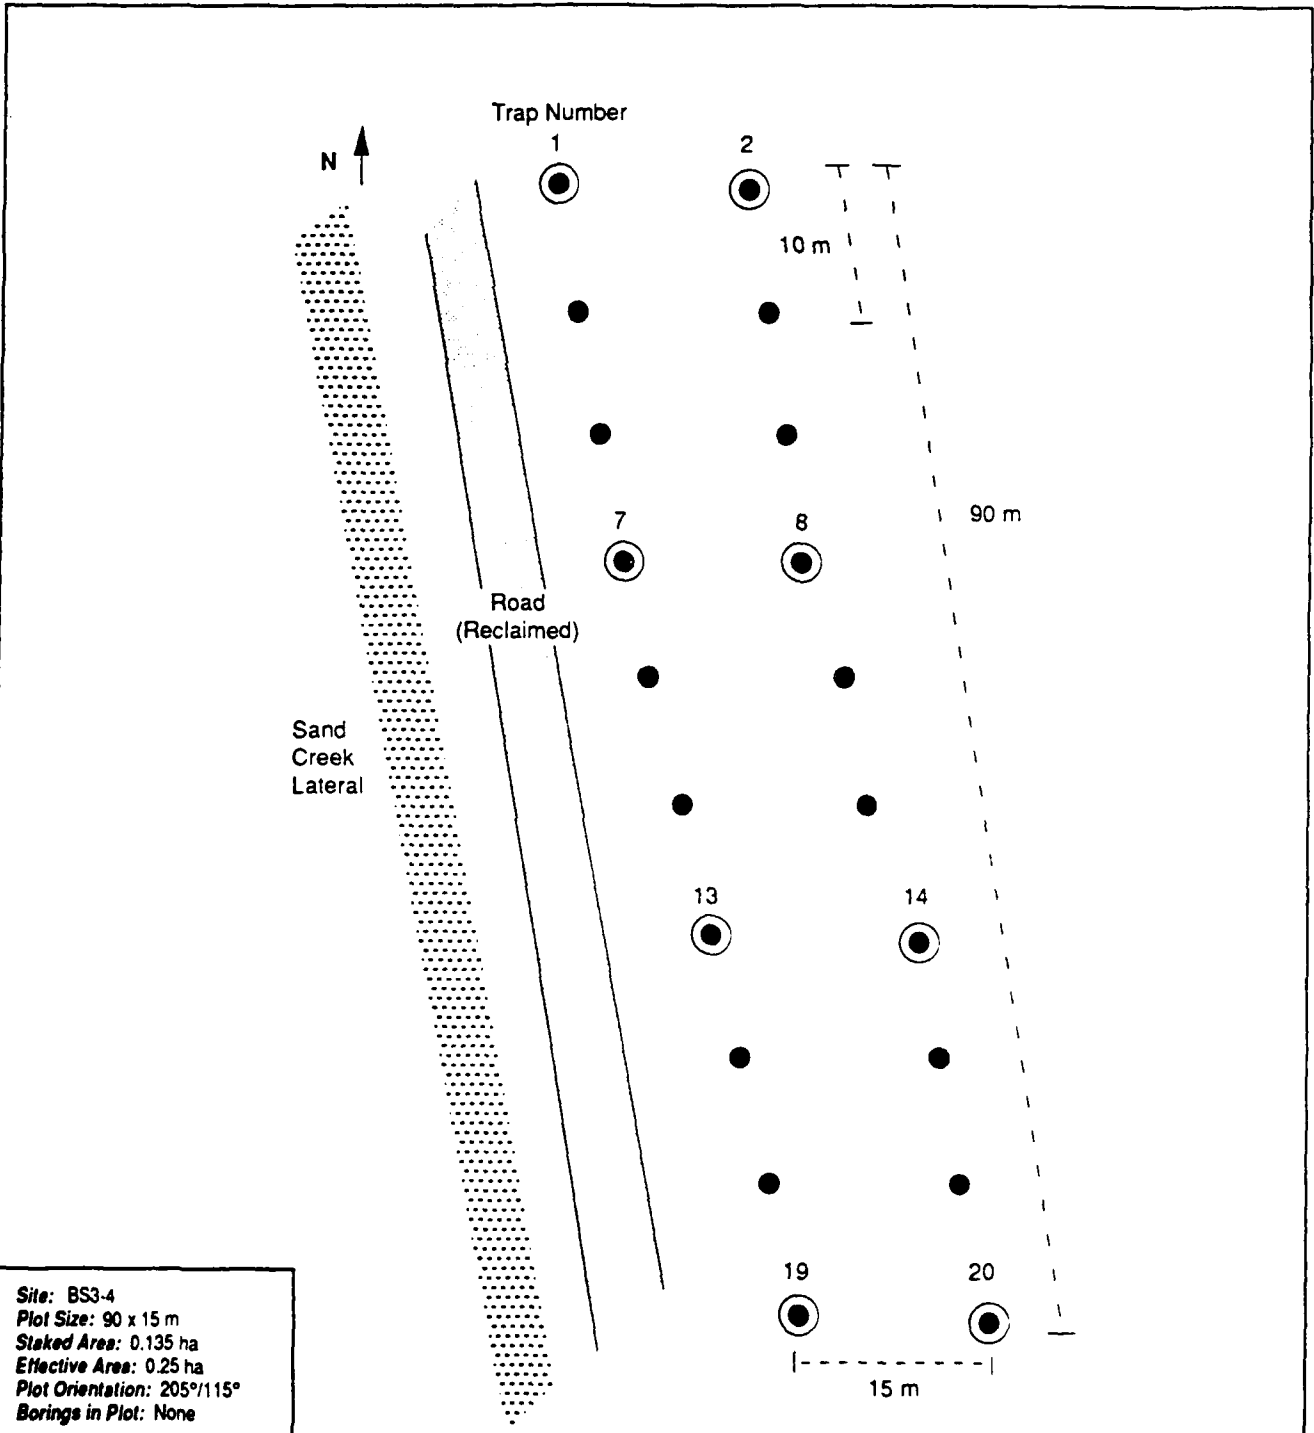 Trap Number
1
2
N
10 m
7
8
90 m
Road
(Reclaimed)
Sand
Creek
Lateral
13
14
19
20
15 m
Site: BS3-4
Plot Size: 90 x 15 m
Staked Area: 0.135 ha
Effective Area: 0.25 ha
Plot Orientation: 205°/115°
Borings in Plot: None